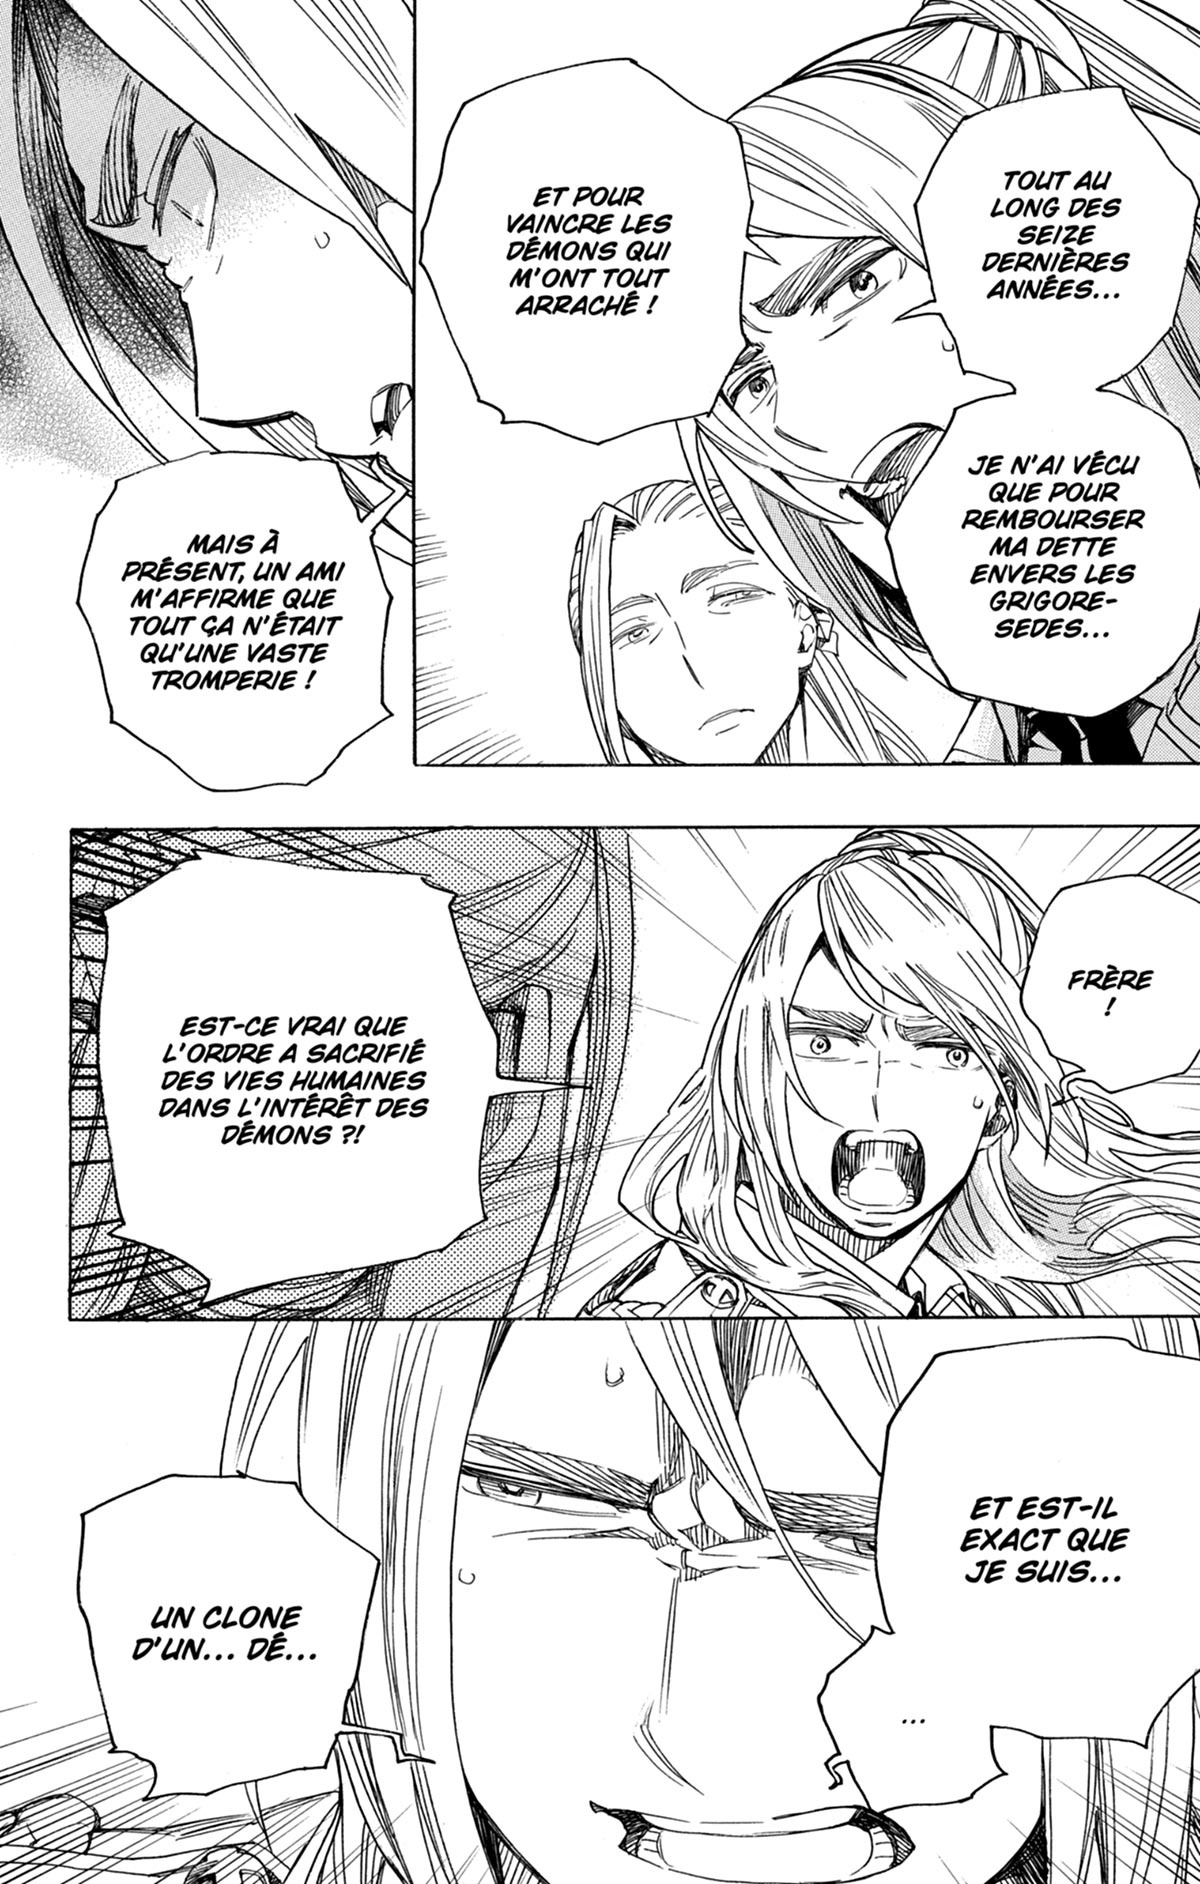 TOUT AU
LONG DES
SEIZE
DERNIÈRES
ANNÉES...
JE N'AI VÉCU
QUE POUR
REMBOURSER
MA DETTE
ENVERS LES
GRIGORE-
SEDES...
ET POUR
VAINCRE LES
DÉMONS QUI
M'ONT TOUT
ARRACHÉ !
MAIS À
PRÉSENT, UN AMI
M'AFFIRME QUE
TOUT ÇA N'ÉTAIT
QU'UNE VASTE
TROMPERIE !
FRÈRE
!
EST-CE VRAI QUE
L'ORDRE A SACRIFIÉ
DES VIES HUMAINES
DANS L'INTÉRÊT DES
DÉMONS ?!
ET EST-IL
EXACT QUE
JE SUIS...
...
UN CLONE
D'UN... DÉ...